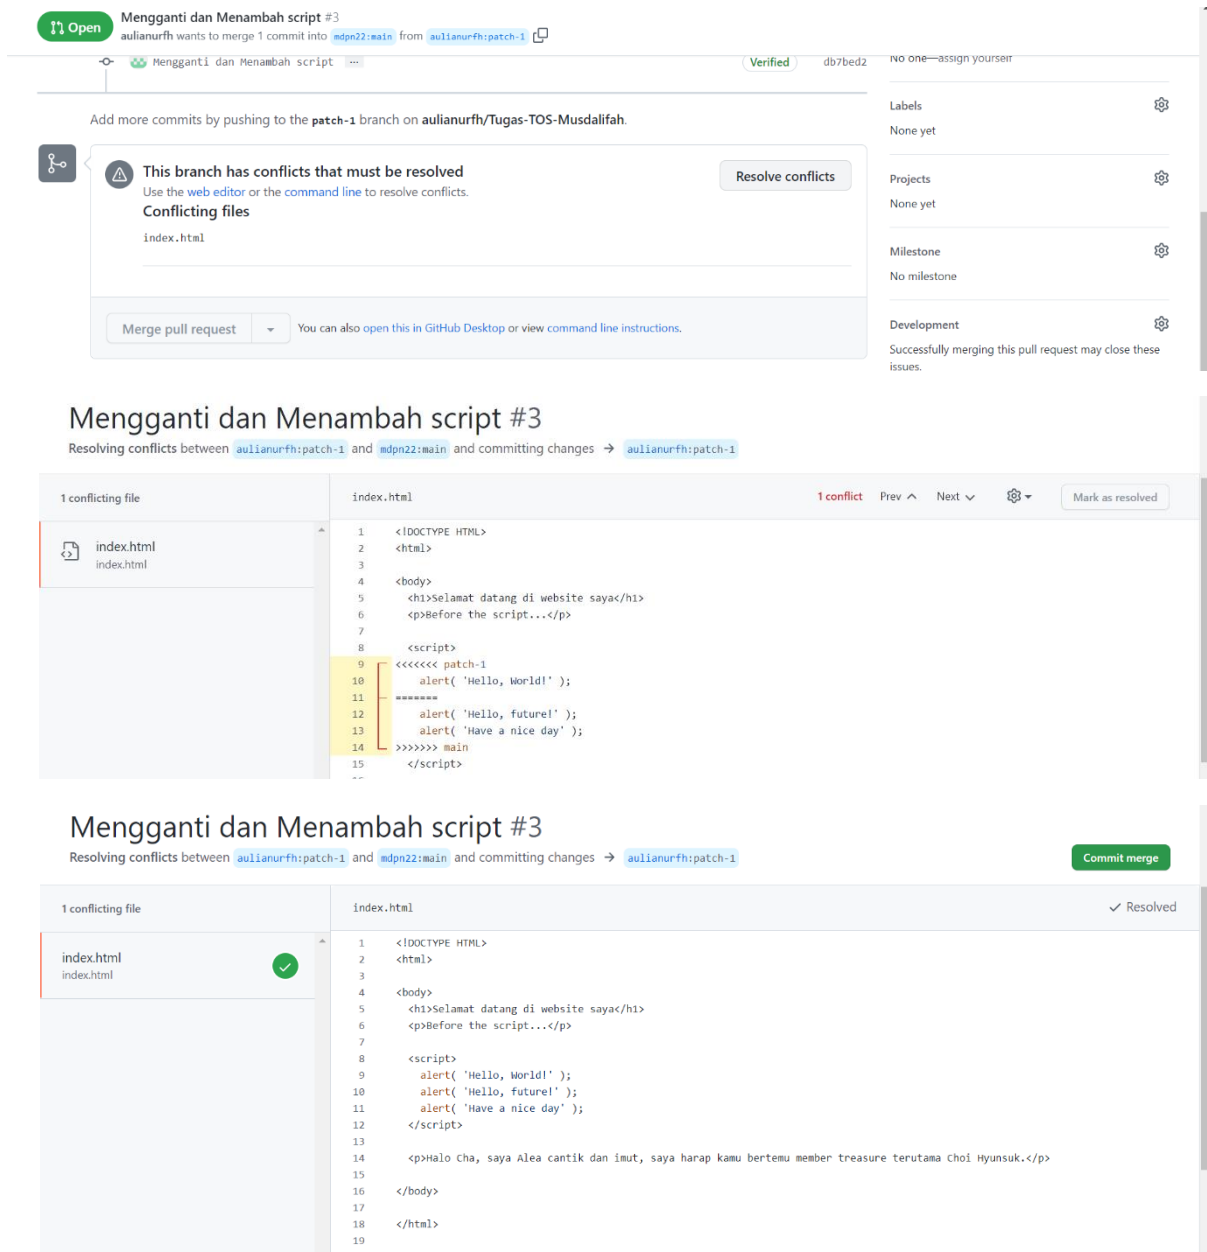 Open
Mengganti dan Menambah script #3
aulianurfh wants to merge 1 commit into mdpn22:main from aulianurfh:patch-1
Mengganti dan Menambah script ...
Verified
db7bed2
No one—assign yourself
Add more commits by pushing to the patch-1 branch on aulianurfh/Tugas-TOS-Musdalifah.
This branch has conflicts that must be resolved
Use the web editor or the command line to resolve conflicts.
Conflicting files
index.html
Resolve conflicts
Merge pull request
You can also open this in GitHub Desktop or view command line instructions.
Labels
None yet
Projects
None yet
Milestone
No milestone
Development
Successfully merging this pull request may close these
issues.
Mengganti dan Menambah script #3
Resolving conflicts between aulianurfh:patch-1 and mdpn22:main and committing changes → aulianurfh:patch-1
1 conflicting file
index.html
index.html
index.html
1 conflict Prev Next
Mark as resolved
1 <!DOCTYPE HTML>
2 <html>
3
4 <body>
5 <h1>Selamat datang di website saya</h1>
6 <p>Before the script...</p>
7
8 <script>
9 <<<<<<< patch-1
10 alert( 'Hello, World!' );
11 =======
12 alert( 'Hello, future!' );
13 alert( 'Have a nice day' );
14 >>>>>>> main
15 </script>
Mengganti dan Menambah script #3
Resolving conflicts between aulianurfh:patch-1 and mdpn22:main and committing changes → aulianurfh:patch-1
Commit merge
1 conflicting file
index.html
index.html
index.html
Resolved
1 <!DOCTYPE HTML>
2 <html>
3
4 <body>
5 <h1>Selamat datang di website saya</h1>
6 <p>Before the script...</p>
7
8 <script>
9 alert( 'Hello, World!' );
10 alert( 'Hello, future!' );
11 alert( 'Have a nice day' );
12 </script>
13
14 <p>Halo Cha, saya Alea cantik dan imut, saya harap kamu bertemu member treasure terutama Choi Hyunsuk.</p>
15
16 </body>
17
18 </html>
19